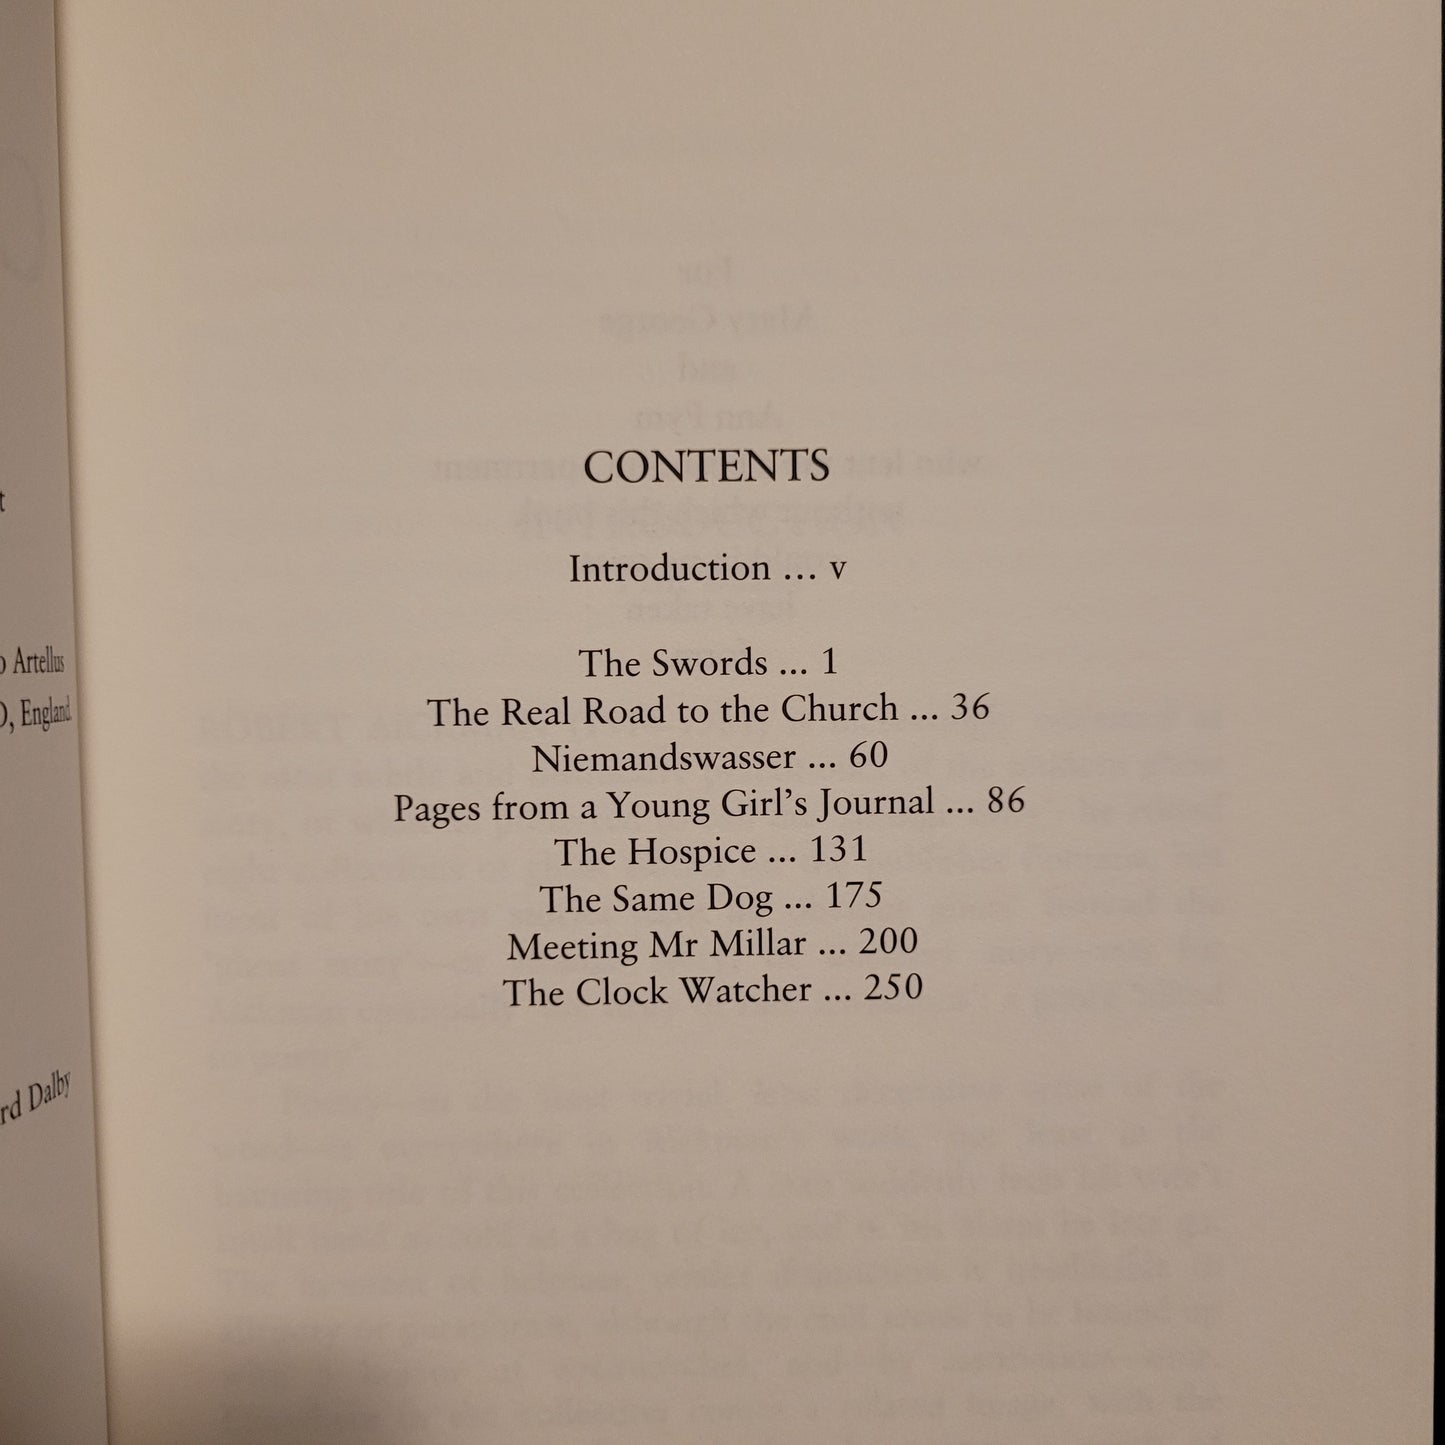 t
Artellus
, England
rd Dalby
CONTENTS
Introduction ... v
The Swords ... 1
The Real Road to the Church ... 36
Niemandswasser ... 60
Pages from a Young Girl’s Journal ... 86
The Hospice ... 131
The Same Dog ... 175
Meeting Mr Millar ... 200
The Clock Watcher ... 250